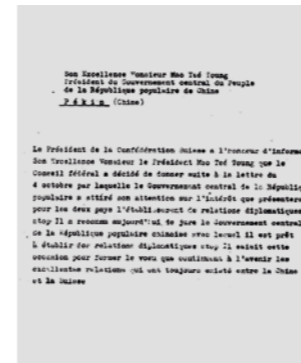 Son Excellence Monsieur Mao Tsé Toung
Président du Gouvernement central du Peuple
de la République populaire de Chine
Pékin (Chine)
Le Président de la Confédération Suisse a l'honneur d'informer
Son Excellence Monsieur le Président Mao Tsé Toung que le
Conseil fédéral a décidé de donner suite à la lettre du
4 octobre par laquelle le Gouvernement central de la République
populaire a attiré son attention sur l'intérêt que présenterait
pour les deux pays l'établissement de relations diplomatiques
stop Il a reconnu aujourd'hui de jure le Gouvernement central
de la République populaire chinoise avec lequel il est prêt
à établir des relations diplomatiques stop Il saisit cette
occasion pour former le voeu que continuent à l'avenir les
excellentes relations qui ont toujours existé entre la Chine
et la Suisse